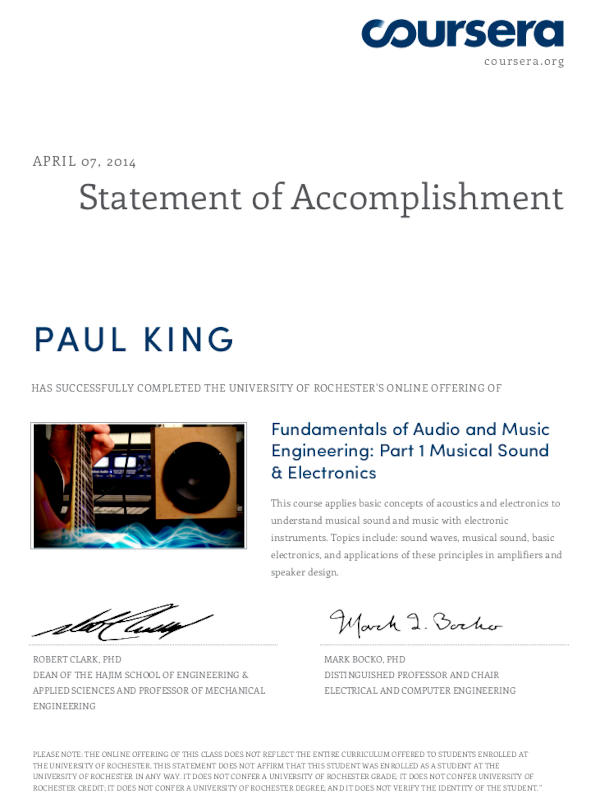 coursera
coursera.org
APRIL 07, 2014
Statement of Accomplishment
PAUL KING
HAS SUCCESSFULLY COMPLETED THE UNIVERSITY OF ROCHESTER'S ONLINE OFFERING OF
Fundamentals of Audio and Music
Engineering: Part 1 Musical Sound
& Electronics
This course applies basic concepts of acoustics and electronics to
understand musical sound and music with electronic
instruments. Topics include: sound waves, musical sound, basic
electronics, and applications of these principles in amplifiers and
speaker design.
Mark J. Bocko
ROBERT CLARK, PHD
DEAN OF THE HAJIM SCHOOL OF ENGINEERING &
APPLIED SCIENCES AND PROFESSOR OF MECHANICAL
ENGINEERING
MARK BOCKO, PHD
DISTINGUISHED PROFESSOR AND CHAIR
ELECTRICAL AND COMPUTER ENGINEERING
PLEASE NOTE: THE ONLINE OFFERING OF THIS CLASS DOES NOT REFLECT THE ENTIRE CURRICULUM OFFERED TO STUDENTS ENROLLED AT
THE UNIVERSITY OF ROCHESTER. THIS STATEMENT DOES NOT AFFIRM THAT THIS STUDENT WAS ENROLLED AS A STUDENT AT THE
UNIVERSITY OF ROCHESTER IN ANY WAY. IT DOES NOT CONFER A UNIVERSITY OF ROCHESTER GRADE; IT DOES NOT CONFER UNIVERSITY OF
ROCHESTER CREDIT; IT DOES NOT CONFER A UNIVERSITY OF ROCHESTER DEGREE; AND IT DOES NOT VERIFY THE IDENTITY OF THE STUDENT."